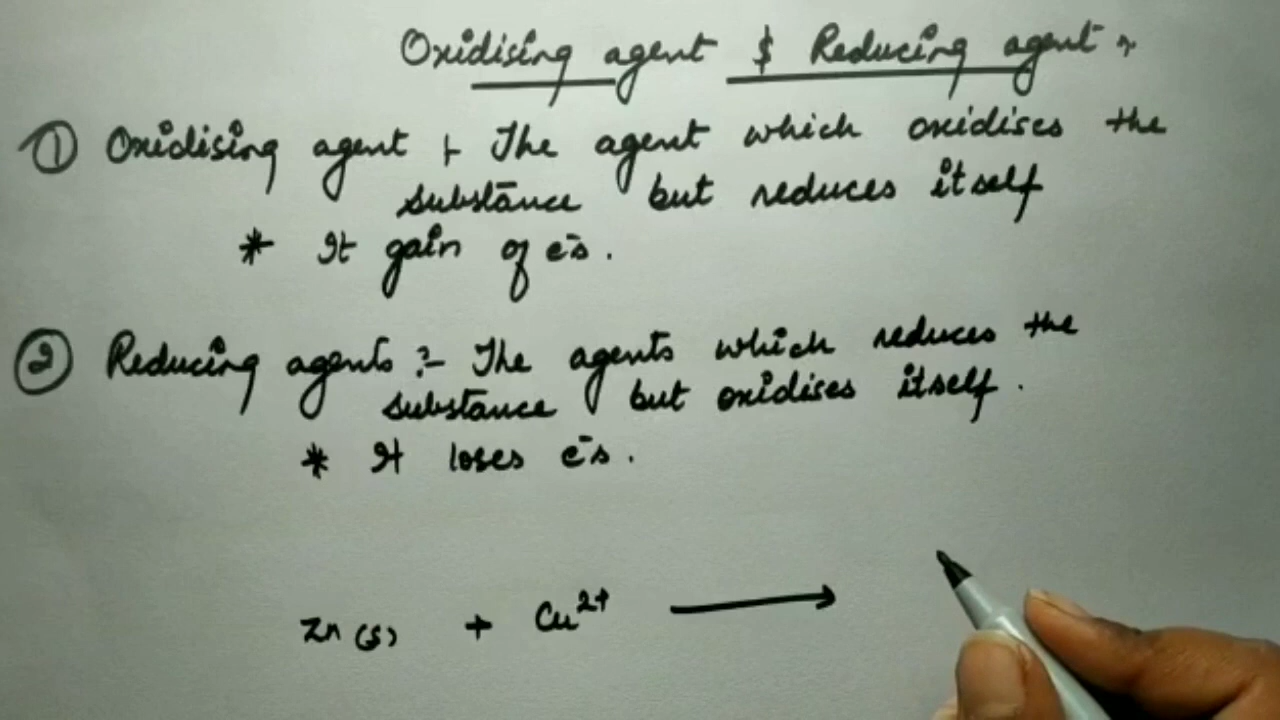 Oxidising agent $ Reducing agent :-
① Oxidising agent :- The agent which oxidises the
substance but reduces itself
* It gain of e⁻s.
② Reducing agents :- The agents which reduces the
substance but oxidises itself.
* It loses e⁻s.
Zn (s) + Cu²⁺ ⟶